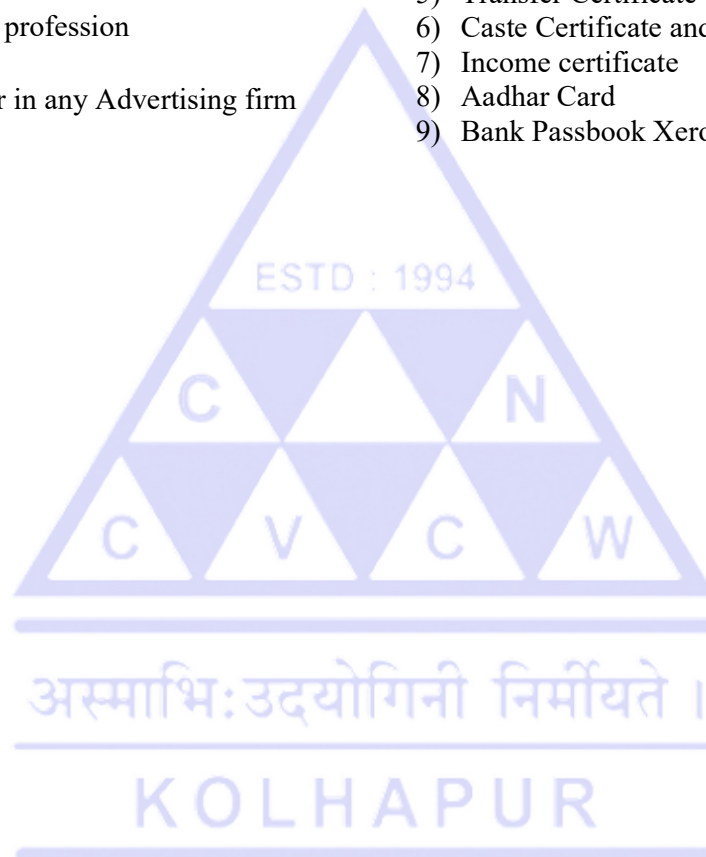 profession
r in any Advertising firm
5) Transfer Certificate
6) Caste Certificate and
7) Income certificate
8) Aadhar Card
9) Bank Passbook Xero
ESTD : 1994
C N
C V C W
अस्माभि:उदयोगिनी निर्मीयते ।
KOLHAPUR